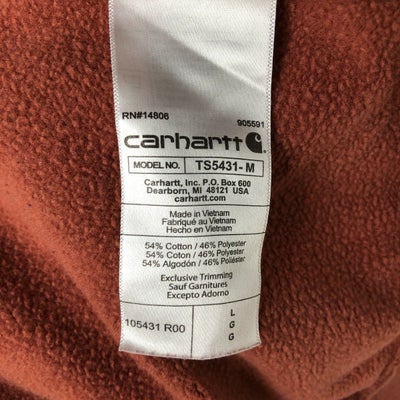 RN#14806 905591
carhartt
MODEL NO. TS5431-M
Carhartt, Inc. P.O. Box 600
Dearborn, MI 48121 USA
carhartt.com
Made in Vietnam
Fabriqué au Vietnam
Hecho en Vietnam
54% Cotton / 46% Polyester
54% Coton / 46% Polyester
54% Algodón / 46% Poliéster
Exclusive Trimming
Sauf Garnitures
Excepto Adorno
105431 R00
L
G
G